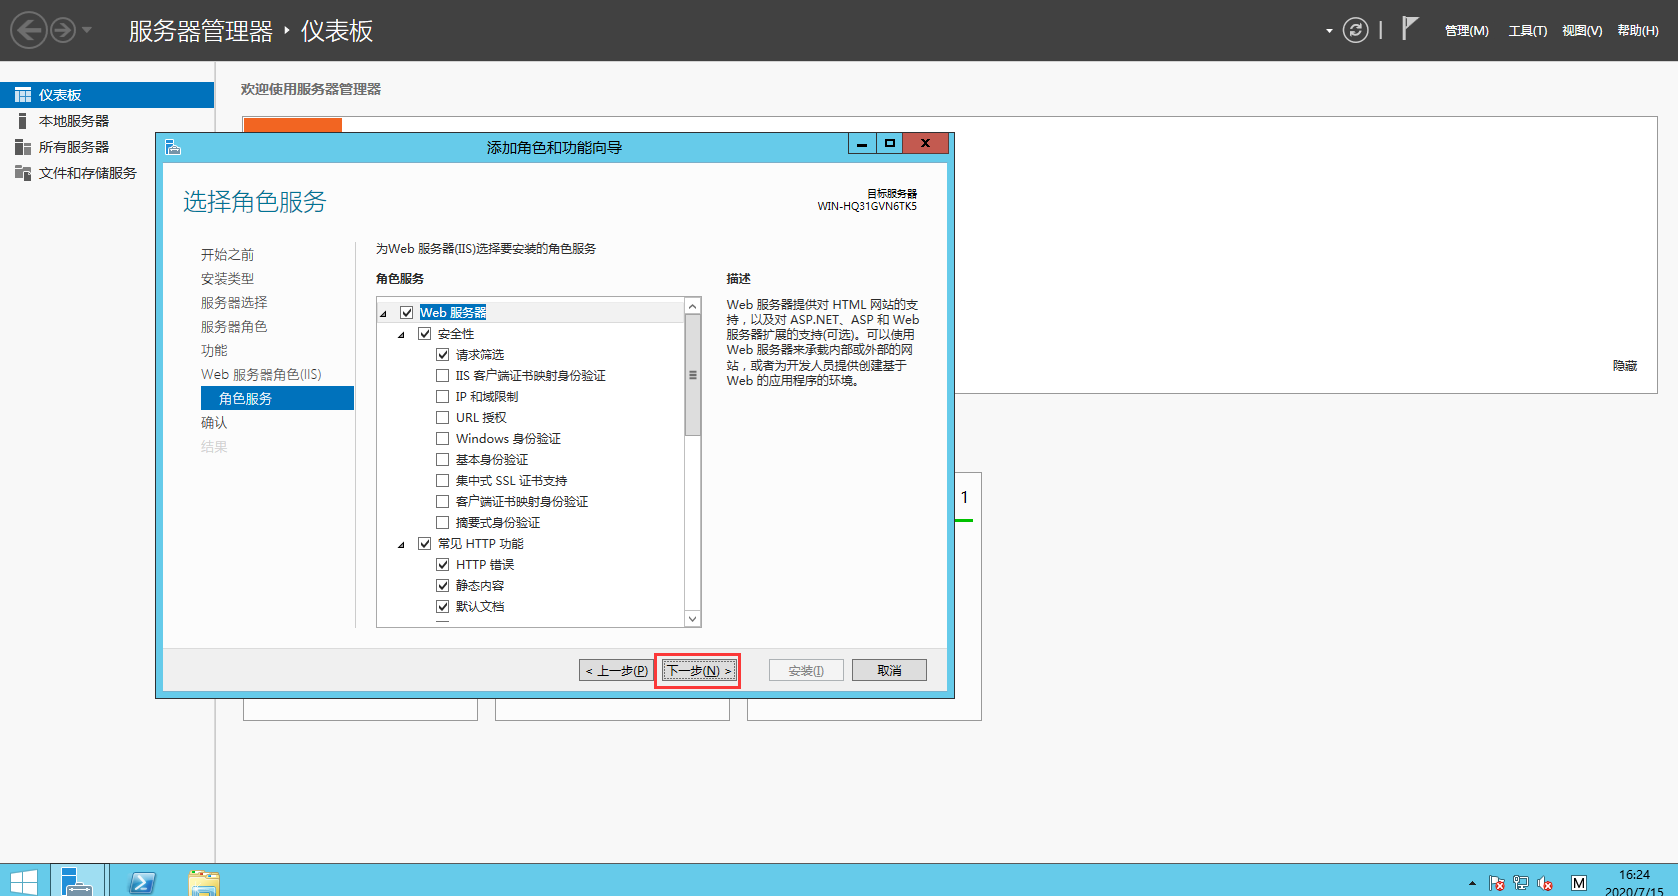 服务器管理器 ‣ 仪表板
管理(M) 工具(T) 视图(V) 帮助(H)
仪表板
本地服务器
所有服务器
文件和存储服务
欢迎使用服务器管理器
隐藏
1
添加角色和功能向导
X
选择角色服务
目标服务器
WIN-HQ31GVN6TK5
开始之前
安装类型
服务器选择
服务器角色
功能
Web 服务器角色(IIS)
角色服务
确认
结果
为Web 服务器(IIS)选择要安装的角色服务
角色服务
Web 服务器
安全性
请求筛选
IIS 客户端证书映射身份验证
IP 和域限制
URL 授权
Windows 身份验证
基本身份验证
集中式 SSL 证书支持
客户端证书映射身份验证
摘要式身份验证
常见 HTTP 功能
HTTP 错误
静态内容
默认文档
描述
Web 服务器提供对 HTML 网站的支
持，以及对 ASP.NET、ASP 和 Web
服务器扩展的支持(可选)。可以使用
Web 服务器来承载内部或外部的网
站，或者为开发人员提供创建基于
Web 的应用程序的环境。
< 上一步(P)
下一步(N) >
安装(I)
取消
M
16:24
2020/7/15